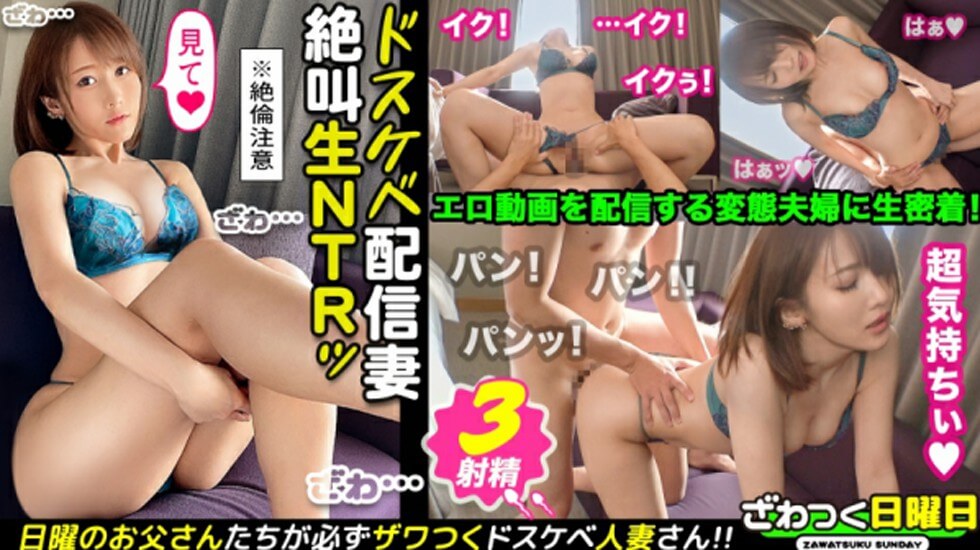 ざわ…
見て♥
※絶倫注意
ドスケベ配信妻
絶叫生NTRッ
ざわ…
ざわ…
イク！
…イク！
イクぅ！
はぁ♥
はぁッ♥
エロ動画を配信する変態夫婦に生密着！
パン！
パン!!
パンッ！
超気持ちぃ♥
3
射精
ざわつく日曜日
ZAWATSUKU SUNDAY
日曜のお父さんたちが必ずザワつくドスケベ人妻さん!!